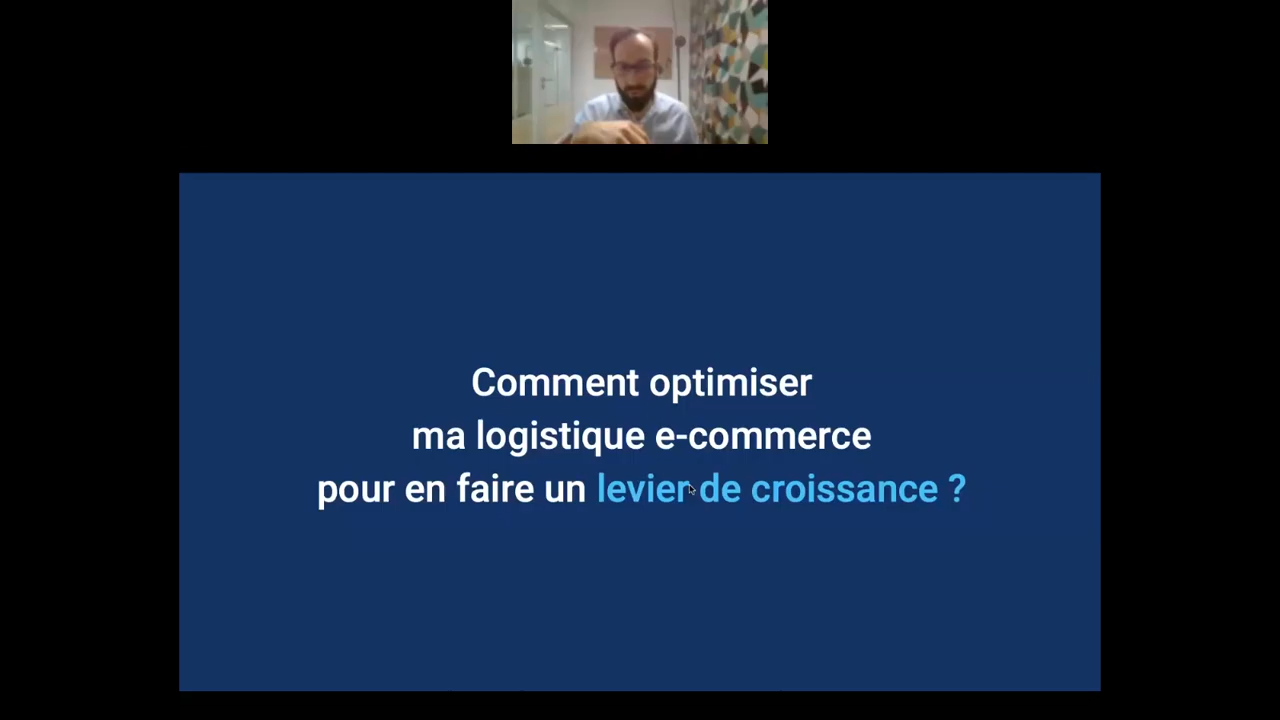 Comment optimiser
ma logistique e-commerce
pour en faire un levier de croissance ?